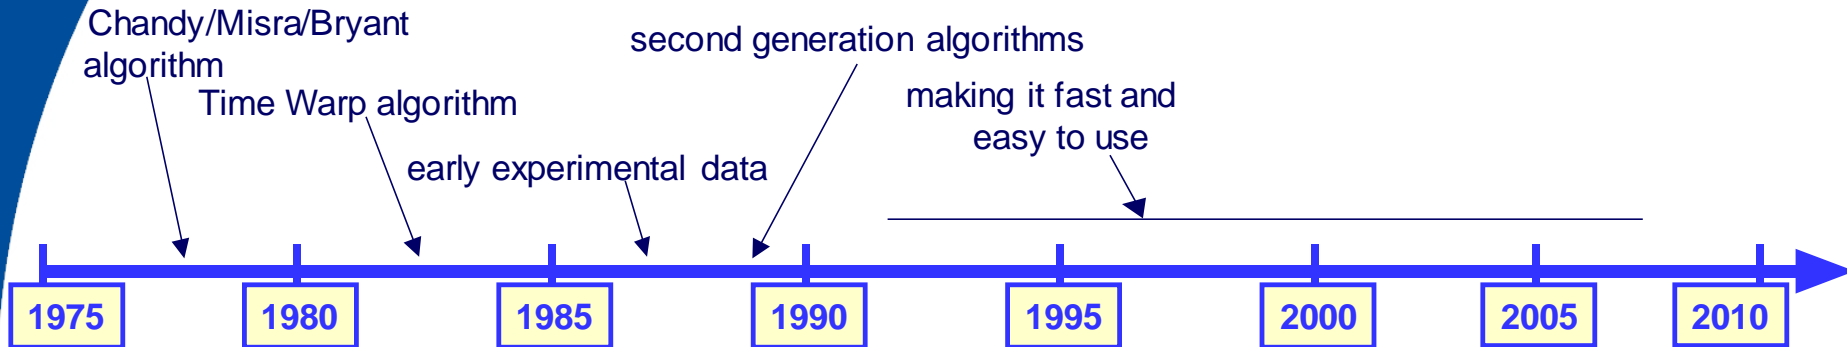 Chandy/Misra/Bryant
algorithm
Time Warp algorithm
early experimental data
second generation algorithms
making it fast and
easy to use
1975
1980
1985
1990
1995
2000
2005
2010